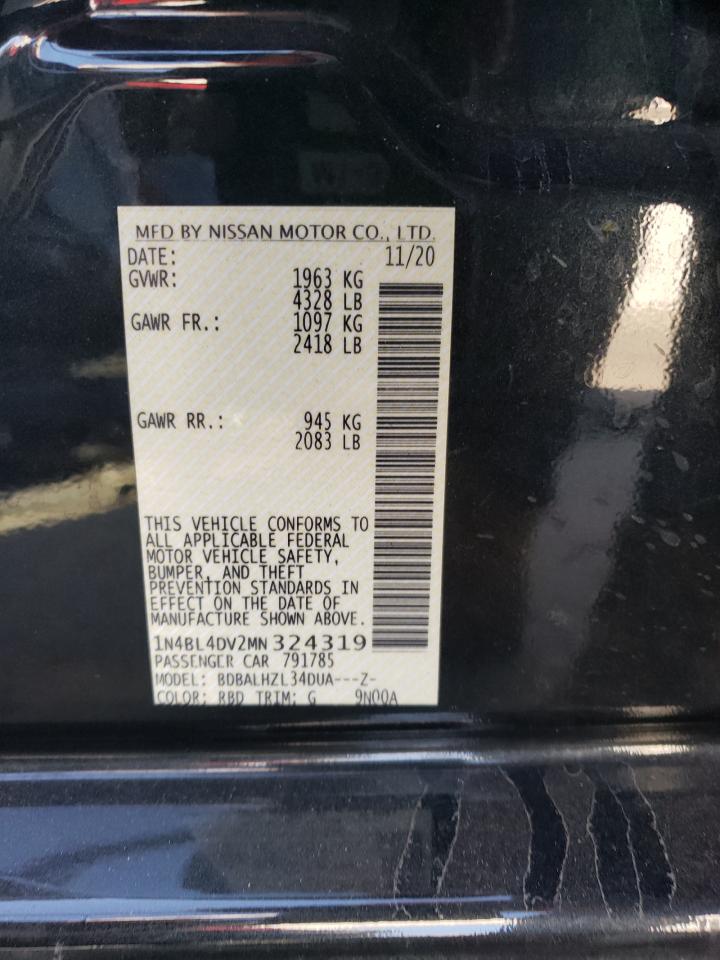 MFD BY NISSAN MOTOR CO., LTD.
DATE: 11/20
GVWR: 1963 KG
4328 LB
GAWR FR.: 1097 KG
2418 LB
GAWR RR.: 945 KG
2083 LB
THIS VEHICLE CONFORMS TO
ALL APPLICABLE FEDERAL
MOTOR VEHICLE SAFETY,
BUMPER, AND THEFT
PREVENTION STANDARDS IN
EFFECT ON THE DATE OF
MANUFACTURE SHOWN ABOVE.
1N4BL4DV2MN324319
PASSENGER CAR 791785
MODEL: BDBALHZL34DUA---Z-
COLOR: RBD TRIM: G 9N00A